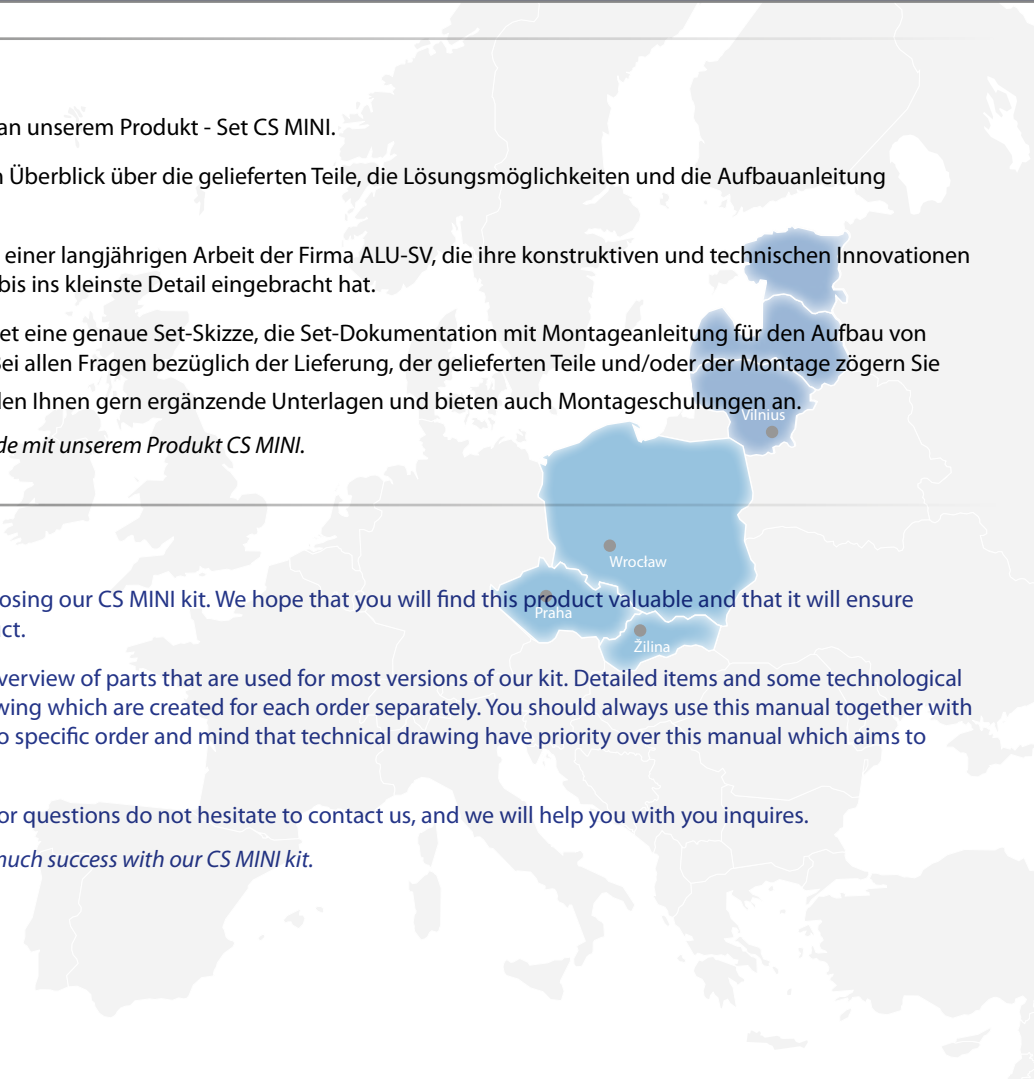 an unserem Produkt - Set CS MINI.
Überblick über die gelieferten Teile, die Lösungsmöglichkeiten und die Aufbauanleitung
einer langjährigen Arbeit der Firma ALU-SV, die ihre konstruktiven und technischen Innovationen
bis ins kleinste Detail eingebracht hat.
et eine genaue Set-Skizze, die Set-Dokumentation mit Montageanleitung für den Aufbau von
Bei allen Fragen bezüglich der Lieferung, der gelieferten Teile und/oder der Montage zögern Sie
den Ihnen gern ergänzende Unterlagen und bieten auch Montageschulungen an.
Vilnius
de mit unserem Produkt CS MINI.
Wrocław
osing our CS MINI kit. We hope that you will find this product valuable and that it will ensure
Praha
ct.
Žilina
verview of parts that are used for most versions of our kit. Detailed items and some technological
wing which are created for each order separately. You should always use this manual together with
o specific order and mind that technical drawing have priority over this manual which aims to
or questions do not hesitate to contact us, and we will help you with you inquires.
much success with our CS MINI kit.